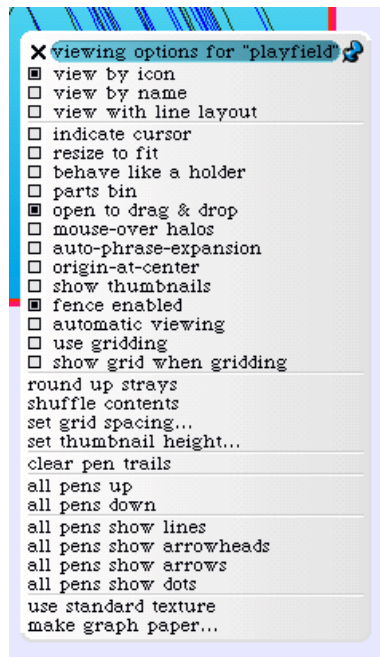 viewing options for "playfield"
view by icon
view by name
view with line layout
indicate cursor
resize to fit
behave like a holder
parts bin
open to drag & drop
mouse-over halos
auto-phrase-expansion
origin-at-center
show thumbnails
fence enabled
automatic viewing
use gridding
show grid when gridding
round up strays
shuffle contents
set grid spacing...
set thumbnail height...
clear pen trails
all pens up
all pens down
all pens show lines
all pens show arrowheads
all pens show arrows
all pens show dots
use standard texture
make graph paper...